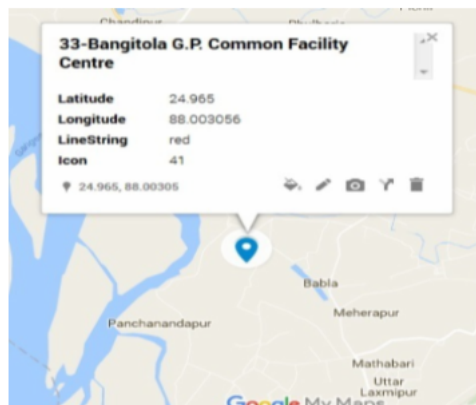 Chandipur
33-Bangitola G.P. Common Facility
Centre
Latitude 24.965
Longitude 88.003056
LineString red
Icon 41
24.965, 88.00305
Babla
Meherapur
Panchanandapur
Mathabari
Uttar
Laxmipur
Google My Maps